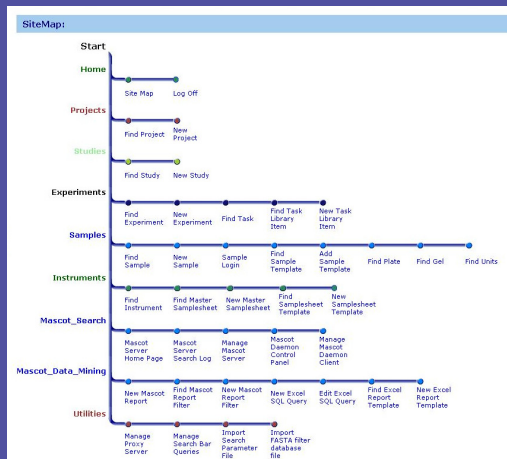 SiteMap:
Start
Home
Site Map
Log Off
Projects
Find Project
New
Project
Studies
Find Study
New Study
Experiments
Find
Experiment
New
Experiment
Find Task
Find Task
Library
Item
New Task
Library
Item
Samples
Find
Sample
New
Sample
Sample
Login
Find
Sample
Template
Add
Sample
Template
Find Plate
Find Gel
Find Units
Instruments
Find
Instrument
Find Master
Samplesheet
New Master
Samplesheet
Find
Samplesheet
Template
New
Samplesheet
Template
Mascot_Search
Mascot
Server
Home Page
Mascot
Server
Search Log
Manage
Mascot
Server
Mascot
Daemon
Control
Panel
Manage
Mascot
Daemon
Client
Mascot_Data_Mining
New Mascot
Report
Find Mascot
Report
Filter
New Mascot
Report
Filter
New Excel
SQL Query
Edit Excel
SQL Query
Find Excel
Report
Template
New Excel
Report
Template
Utilities
Manage
Proxy
Server
Manage
Search Bar
Queries
Import
Search
Parameter
File
Import
FASTA filter
database
file